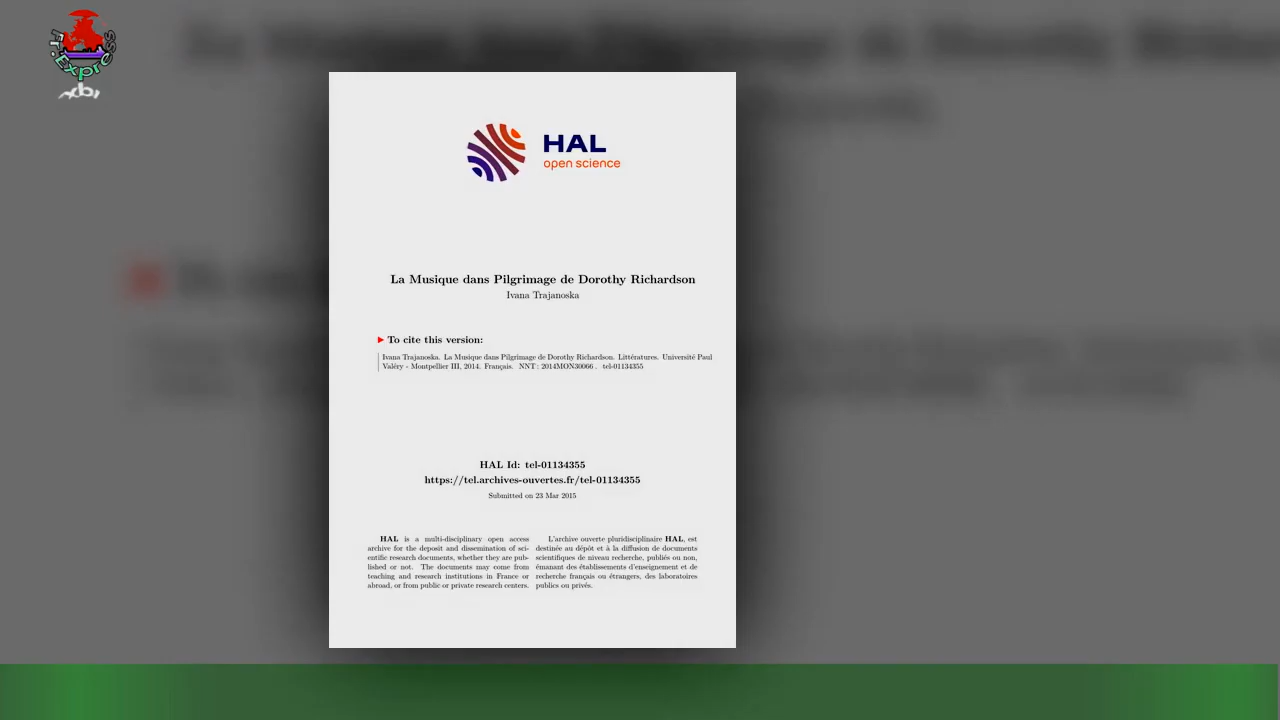 Fr.Express
HAL
open science
La Musique dans Pilgrimage de Dorothy Richardson
Ivana Trajanoska
▶ To cite this version:
Ivana Trajanoska. La Musique dans Pilgrimage de Dorothy Richardson. Littératures. Université Paul
Valéry - Montpellier III, 2014. Français. NNT : 2014MON30066 . tel-01134355
HAL Id: tel-01134355
https://tel.archives-ouvertes.fr/tel-01134355
Submitted on 23 Mar 2015
HAL is a multi-disciplinary open access
archive for the deposit and dissemination of sci-
entific research documents, whether they are pub-
lished or not. The documents may come from
teaching and research institutions in France or
abroad, or from public or private research centers.
L'archive ouverte pluridisciplinaire HAL, est
destinée au dépôt et à la diffusion de documents
scientifiques de niveau recherche, publiés ou non,
émanant des établissements d'enseignement et de
recherche français ou étrangers, des laboratoires
publics ou privés.